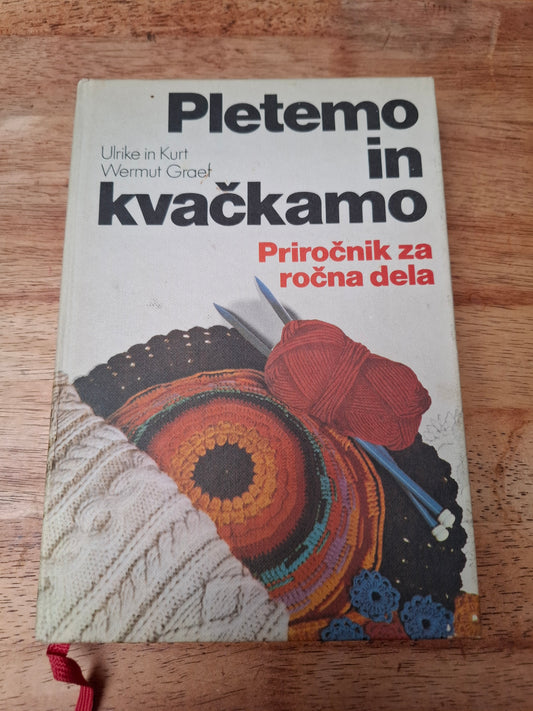 Pletemo
in
kvačkamo
Ulrike in Kurt
Wermut Graef
Priročnik za
ročna dela